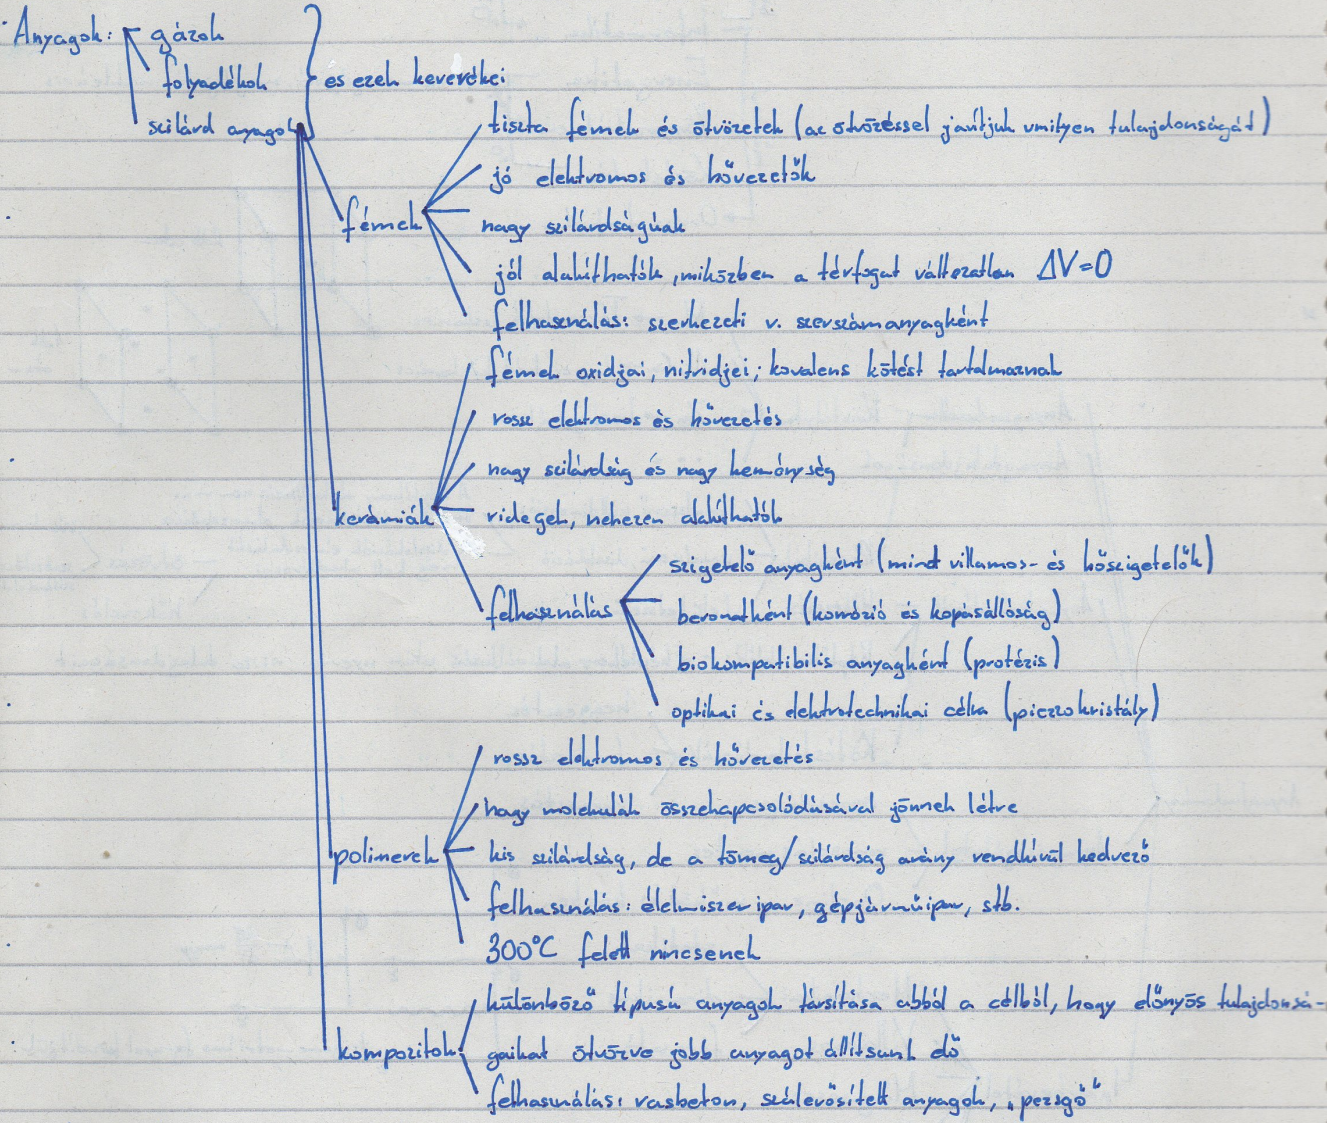 Anyagok: gázok
folyadékok
és ezek keverékei
szilárd anyagok
tiszta fémek és ötvözetek (az ötvözéssel javítjuk vmilyen tulajdonságát)
jó elektromos és hővezetők
fémek
nagy szilárdságúak
jól alakíthatók, miközben a térfogat változatlan ΔV=0
felhasználás: szerkezeti v. szerszámanyagként
fémek oxidjai, nitridjei; kovalens kötést tartalmaznak
rossz elektromos és hővezetés
nagy szilárdság és nagy keménység
kerámiák
ridegek, nehezen alakíthatók
szigetelő anyagként (mind villamos- és hőszigetelők)
felhasználás
bevonatként (korrózió és kopásállóság)
biokompatibilis anyagként (protézis)
optikai és elektrotechnikai célra (piezokristály)
rossz elektromos és hővezetés
nagy molekulák összekapcsolódásával jönnek létre
polimerek
kis szilárdság, de a tömeg/szilárdság arány rendkívül kedvező
felhasználás: élelmiszeripar, gépjárműipar, stb.
300°C felett nincsenek
különböző típusú anyagok társítása abból a célból, hogy előnyös tulajdonsá-
kompozitok
gaikat ötvözve jobb anyagot állítsunk elő
felhasználás: vasbeton, szálerősített anyagok, „pezsgő"